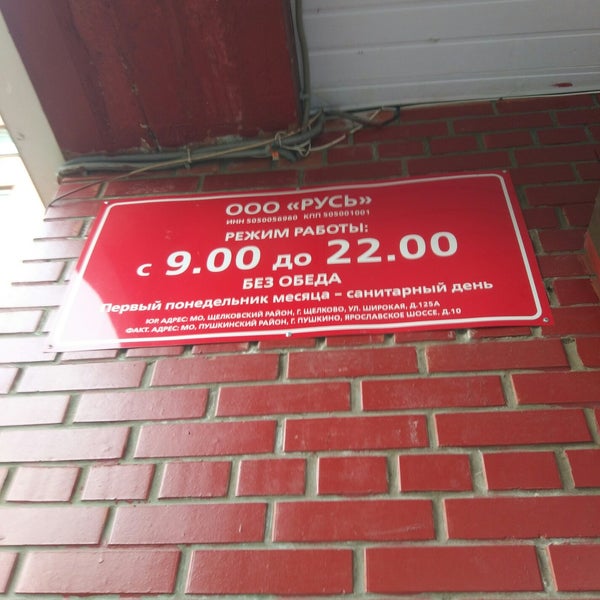 ООО «РУСЬ»
ИНН 5050056960 КПП 505001001
РЕЖИМ РАБОТЫ:
с 9.00 до 22.00
БЕЗ ОБЕДА
Первый понедельник месяца – санитарный день
ЮР. АДРЕС: МО, ЩЕЛКОВСКИЙ РАЙОН, Г. ЩЕЛКОВО, УЛ. ШИРОКАЯ, Д.125А
ФАКТ. АДРЕС: МО, ПУШКИНСКИЙ РАЙОН, Г. ПУШКИНО, ЯРОСЛАВСКОЕ ШОССЕ, Д.10